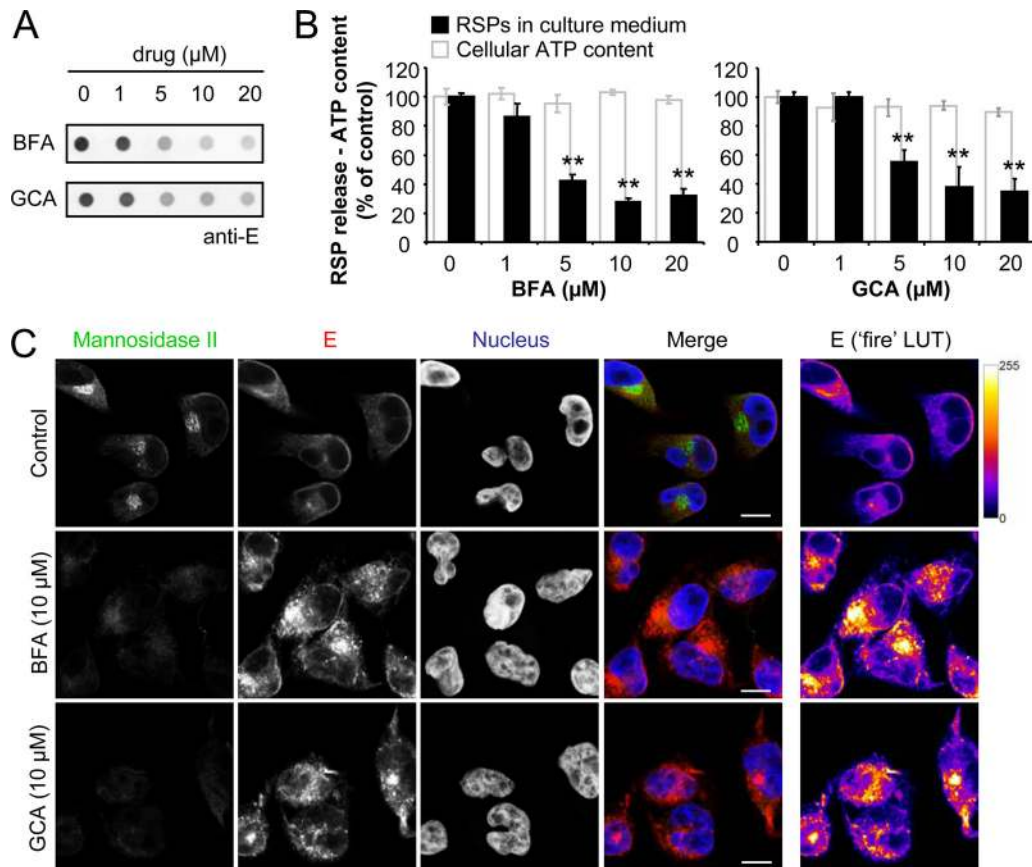 A
drug (µM)
0 1 5 10 20
BFA
GCA
anti-E
B
RSPs in culture medium
Cellular ATP content
RSP release - ATP content
(% of control)
120
100
80
60
40
20
0
** ** **
0 1 5 10 20
BFA (µM)
120
100
80
60
40
20
0
** ** **
0 1 5 10 20
GCA (µM)
C
Mannosidase II E Nucleus Merge E ('fire' LUT)
Control
255
0
BFA (10 µM)
GCA (10 µM)